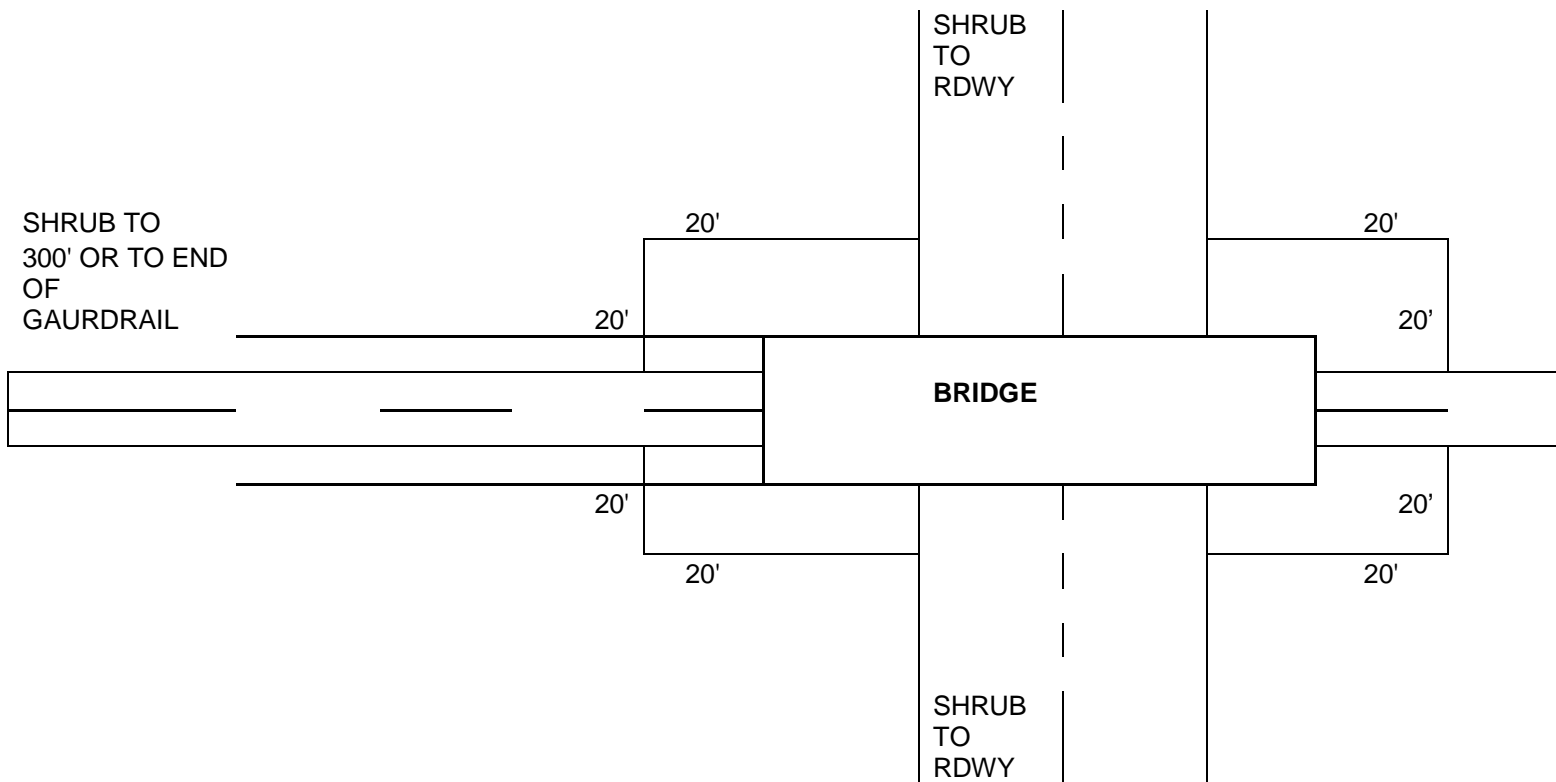 SHRUB
TO
RDWY
SHRUB TO
300' OR TO END
OF
GAURDRAIL
20'
20'
20'
20’
BRIDGE
20'
20’
20'
20'
SHRUB
TO
RDWY